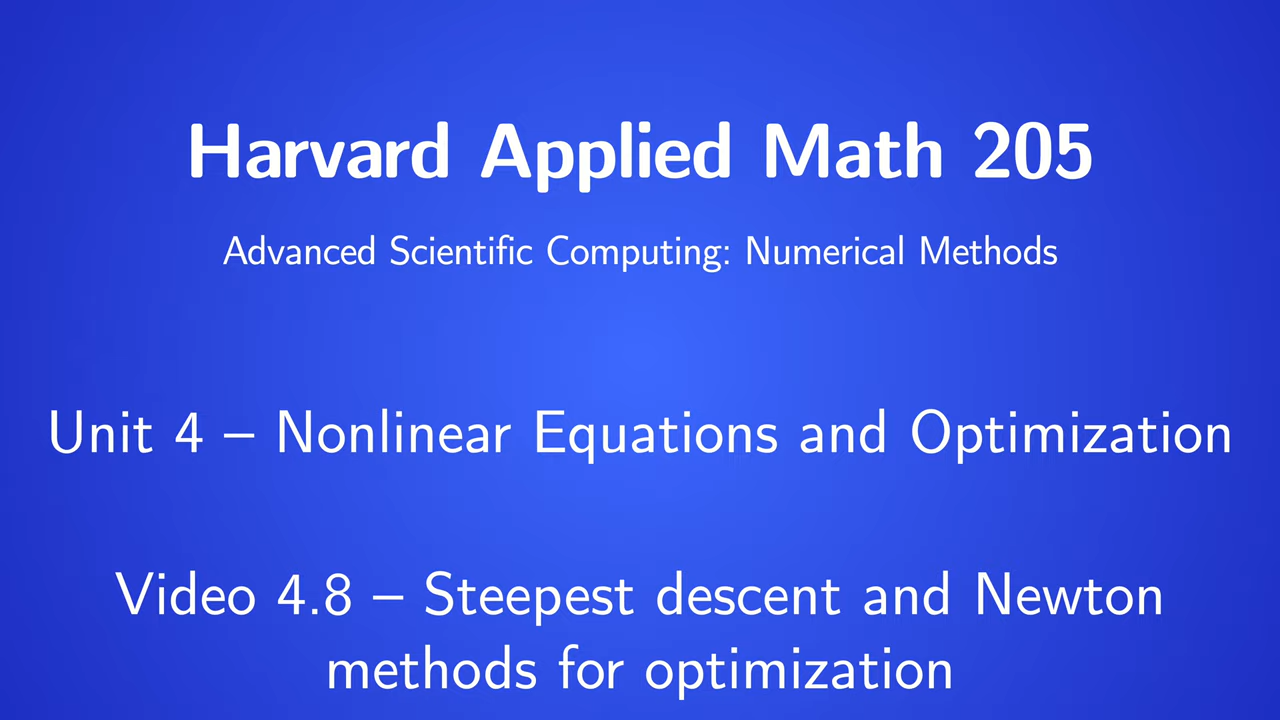 Harvard Applied Math 205
Advanced Scientific Computing: Numerical Methods
Unit 4 – Nonlinear Equations and Optimization
Video 4.8 – Steepest descent and Newton
methods for optimization